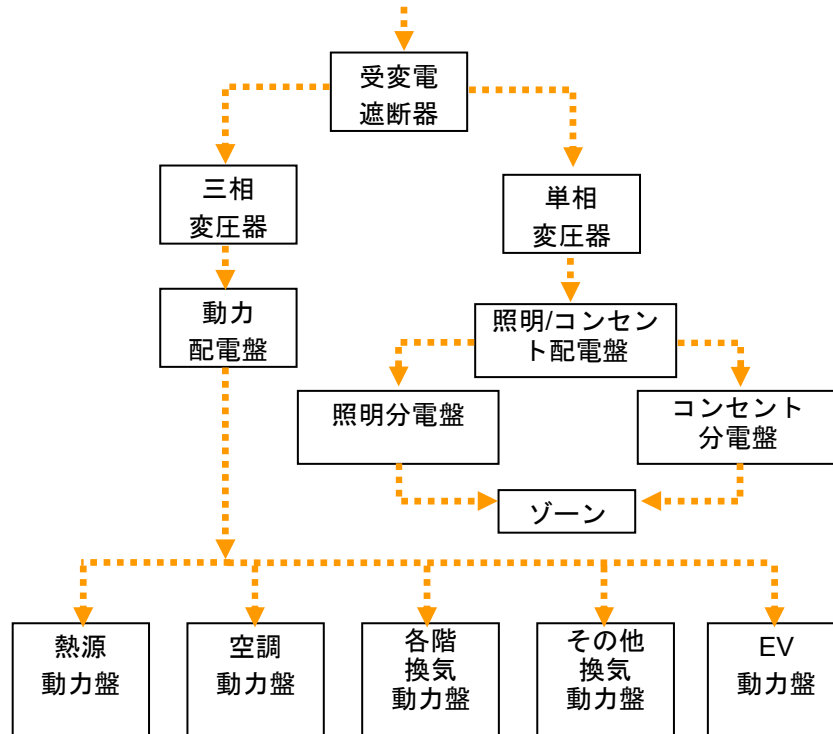 受変電
遮断器
三相
変圧器
単相
変圧器
動力
配電盤
照明/コンセン
ト配電盤
照明分電盤
コンセント
分電盤
ゾーン
熱源
動力盤
空調
動力盤
各階
換気
動力盤
その他
換気
動力盤
EV
動力盤